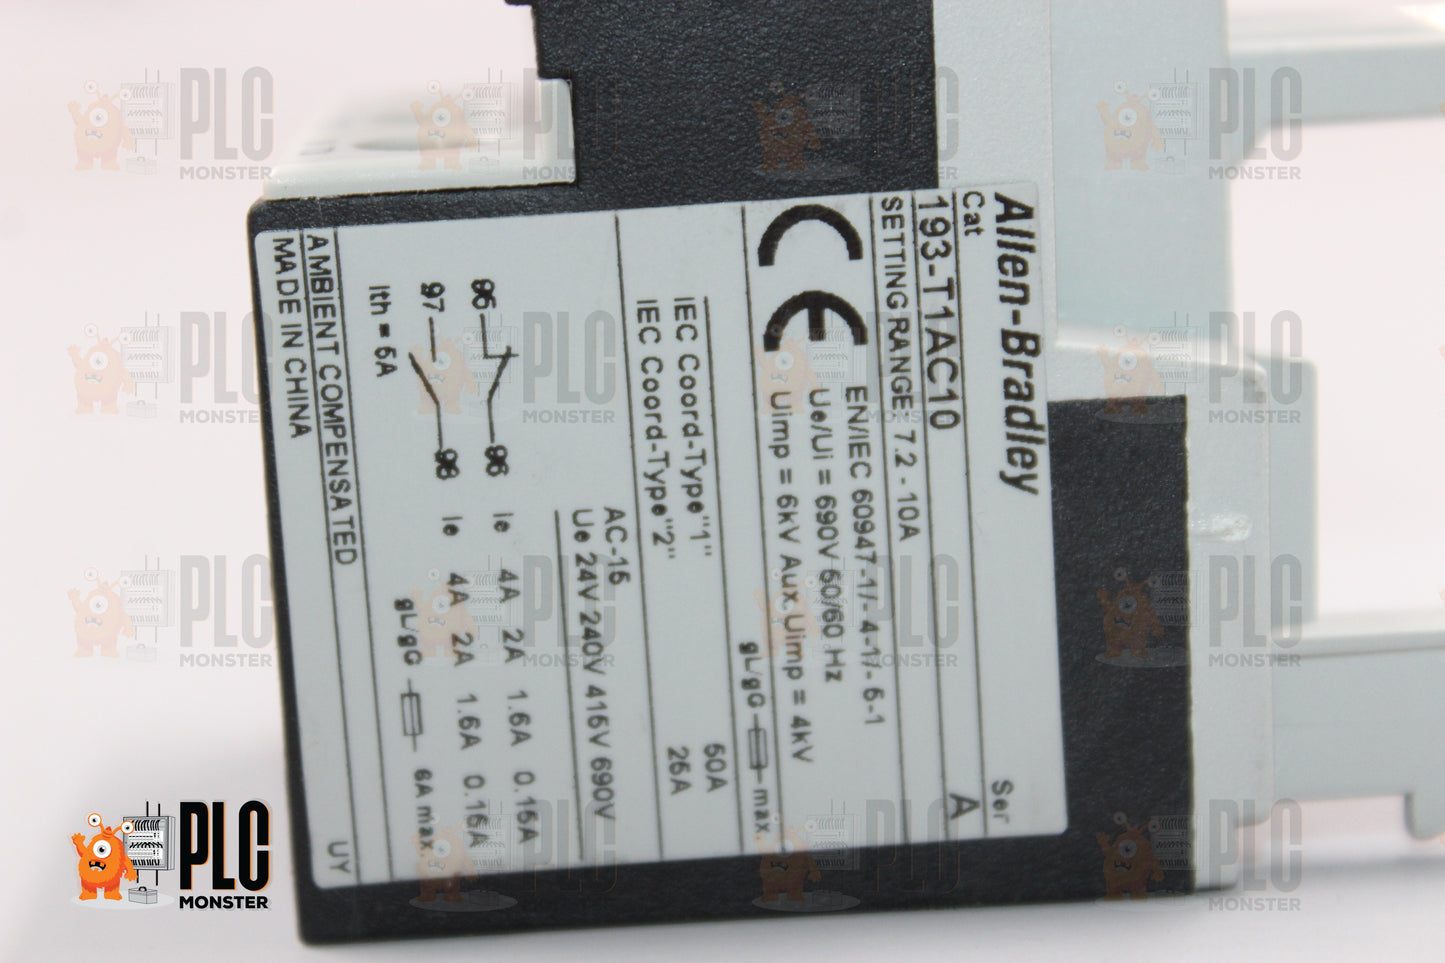 Allen-Bradley
Cat
Ser
193-T1AC10
A
SETTING RANGE: 7.2 - 10A
CE
EN/IEC 60947-1/- 4-1/- 5-1
Ue/Ui = 690V 50/60 Hz
Uimp = 6kV Aux.Uimp = 4kV
gL/gG max.
IEC Coord-Type"1" 50A
IEC Coord-Type"2" 25A
AC-15
Ue 24V 240V 415V 690V
95 96 Ie 4A 2A 1.6A 0.15A
97 98 Ie 4A 2A 1.6A 0.15A
Ith = 5A gL/gG 6A max.
AMBIENT COMPENSATED
MADE IN CHINA
UY
PLC
MONSTER